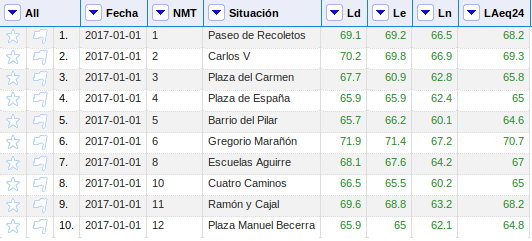 All Fecha NMT Situación Ld Le Ln LAeq24
1. 2017-01-01 1 Paseo de Recoletos 69.1 69.2 66.5 68.2
2. 2017-01-01 2 Carlos V 70.2 69.8 66.9 69.3
3. 2017-01-01 3 Plaza del Carmen 67.7 60.9 62.8 65.8
4. 2017-01-01 4 Plaza de España 65.9 65.9 62.4 65
5. 2017-01-01 5 Barrio del Pilar 65.7 66.2 60.1 64.6
6. 2017-01-01 6 Gregorio Marañón 71.9 71.4 67.2 70.7
7. 2017-01-01 8 Escuelas Aguirre 68.1 67.6 64.2 67
8. 2017-01-01 10 Cuatro Caminos 66.5 65.5 60.2 65
9. 2017-01-01 11 Ramón y Cajal 69.6 68.8 63.2 68.2
10. 2017-01-01 12 Plaza Manuel Becerra 65.9 65 62.1 64.8